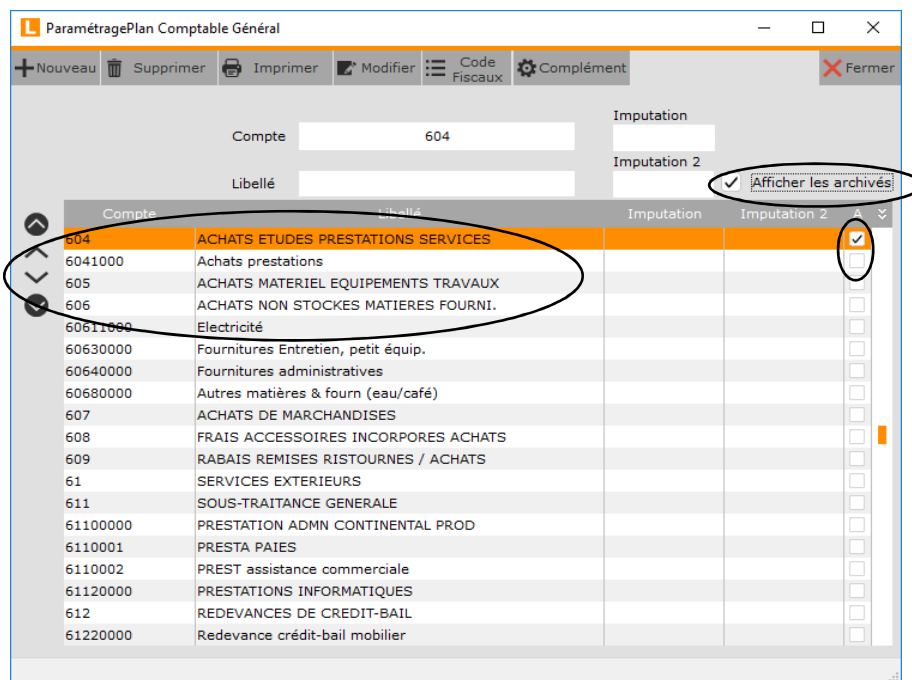 L ParamétragePlan Comptable Général
Nouveau Supprimer Imprimer Modifier Code Fiscaux Complément Fermer
Imputation
Compte 604
Imputation 2
Libellé Afficher les archivés
Compte Libellé Imputation Imputation 2 A
604 ACHATS ETUDES PRESTATIONS SERVICES
6041000 Achats prestations
605 ACHATS MATERIEL EQUIPEMENTS TRAVAUX
606 ACHATS NON STOCKES MATIERES FOURNI.
60611000 Electricité
60630000 Fournitures Entretien, petit équip.
60640000 Fournitures administratives
60680000 Autres matières & fourn (eau/café)
607 ACHATS DE MARCHANDISES
608 FRAIS ACCESSOIRES INCORPORES ACHATS
609 RABAIS REMISES RISTOURNES / ACHATS
61 SERVICES EXTERIEURS
611 SOUS-TRAITANCE GENERALE
61100000 PRESTATION ADMN CONTINENTAL PROD
6110001 PRESTA PAIES
6110002 PREST assistance commerciale
61120000 PRESTATIONS INFORMATIQUES
612 REDEVANCES DE CREDIT-BAIL
61220000 Redevance crédit-bail mobilier